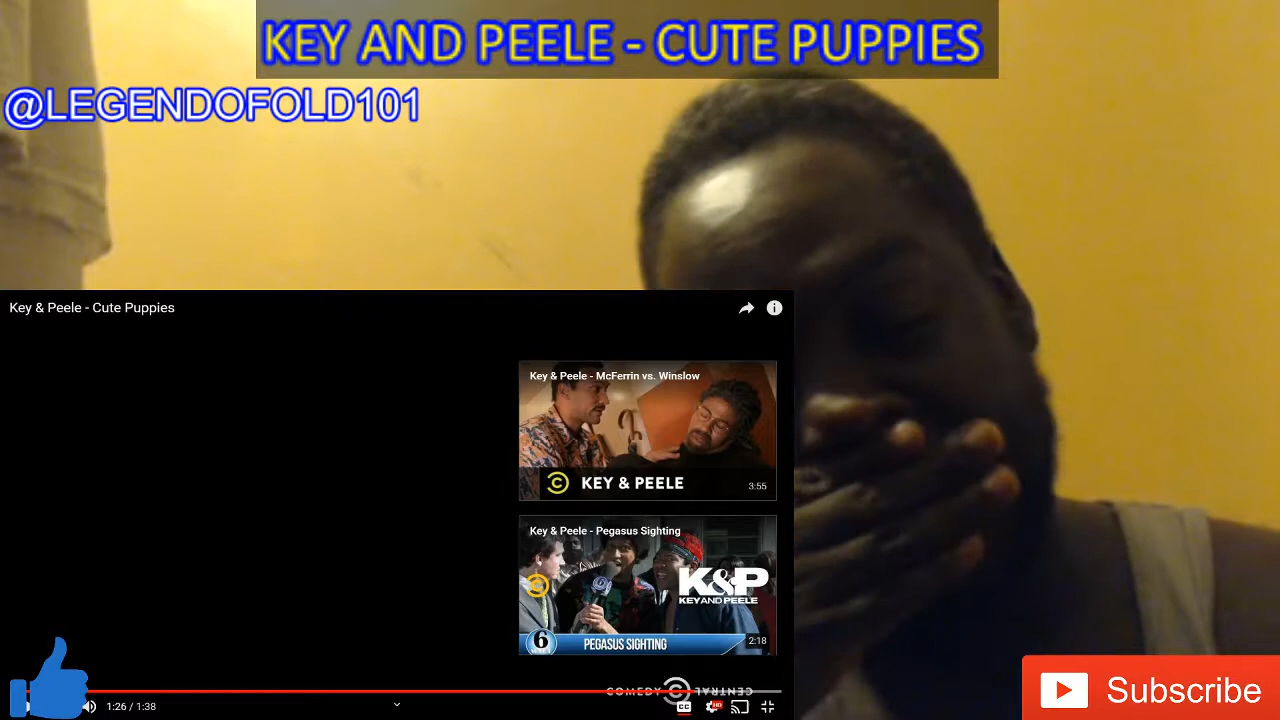 KEY AND PEELE - CUTE PUPPIES
@LEGENDOFOLD101
Key & Peele - Cute Puppies
Key & Peele - McFerrin vs. Winslow
KEY & PEELE
3:55
Key & Peele - Pegasus Sighting
K&P
KEY AND PEELE
6
PEGASUS SIGHTING
2:18
COMEDY CENTRAL
1:26 / 1:38
CC
HD
Subscribe